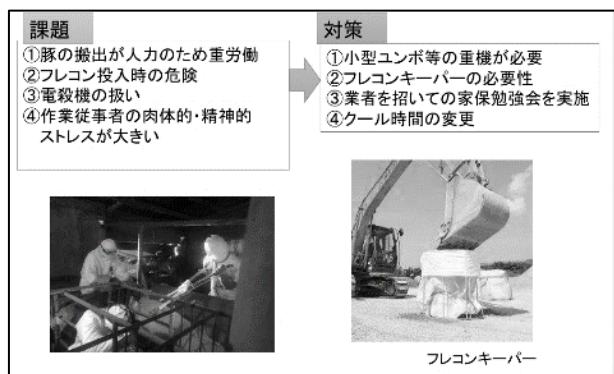 課題
①豚の搬出が人力のため重労働
②フレコン投入時の危険
③電殺機の扱い
④作業従事者の肉体的・精神的
ストレスが大きい
対策
①小型ユンボ等の重機が必要
②フレコンキーパーの必要性
③業者を招いての家保勉強会を実施
④クール時間の変更
フレコンキーパー